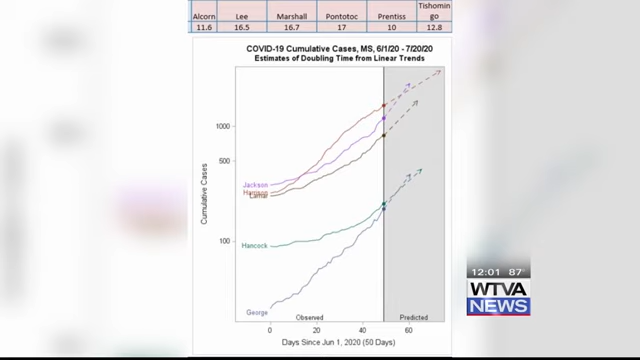 Alcorn Lee Marshall Pontotoc Prentiss Tishomin
go
11.6 16.5 16.7 17 10 12.8
COVID-19 Cumulative Cases, MS, 6/1/20 - 7/20/20
Estimates of Doubling Time from Linear Trends
Cumulative Cases
1000
500
100
Jackson
Harrison
Lamar
Hancock
George
Observed Predicted
0 20 40 60
Days Since Jun 1, 2020 (50 Days)
12:01 87°
WTVA
NEWS